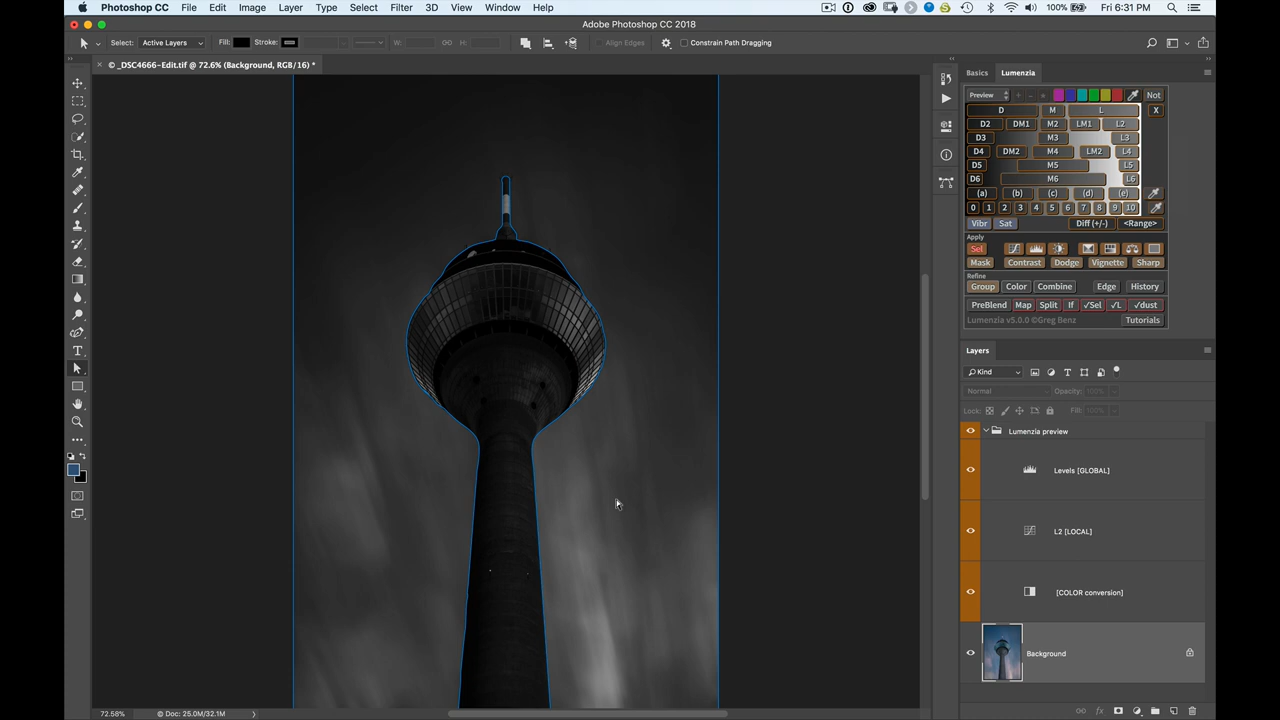 Photoshop CC File Edit Image Layer Type Select Filter 3D View Window Help 100% Fri 6:31 PM
Adobe Photoshop CC 2018
Select: Active Layers Fill: Stroke: W: H: Align Edges Constrain Path Dragging
© _DSC4666-Edit.tif @ 72.6% (Background, RGB/16) *
Basics Lumenzia
Preview + - × Not
D M L X
D2 DM1 M2 LM1 L2
D3 M3 L3
D4 DM2 M4 LM2 L4
D5 M5 L5
D6 M6 L6
(a) (b) (c) (d) (e)
0 1 2 3 4 5 6 7 8 9 10
Vibr Sat Diff (+/-) <Range>
Apply
Sel
Mask Contrast Dodge Vignette Sharp
Refine
Group Color Combine Edge History
PreBlend Map Split If √Sel √L √dust
Lumenzia v5.0.0 ©Greg Benz Tutorials
Layers
Kind
Normal Opacity: 100%
Lock: Fill: 100%
Lumenzia preview
Levels [GLOBAL]
L2 [LOCAL]
[COLOR conversion]
Background
72.58% Doc: 25.0M/32.1M